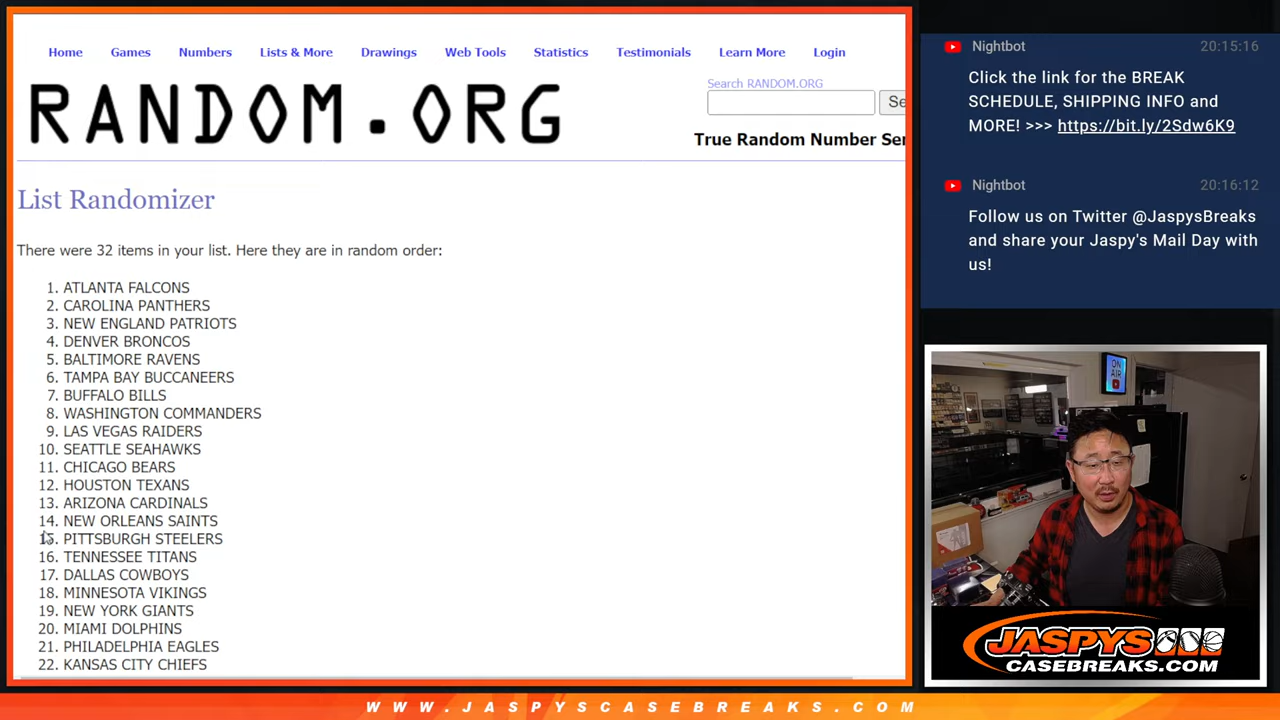 Home Games Numbers Lists & More Drawings Web Tools Statistics Testimonials Learn More Login
RANDOM.ORG
Search RANDOM.ORG
Se
True Random Number Ser
List Randomizer
There were 32 items in your list. Here they are in random order:
1. ATLANTA FALCONS
2. CAROLINA PANTHERS
3. NEW ENGLAND PATRIOTS
4. DENVER BRONCOS
5. BALTIMORE RAVENS
6. TAMPA BAY BUCCANEERS
7. BUFFALO BILLS
8. WASHINGTON COMMANDERS
9. LAS VEGAS RAIDERS
10. SEATTLE SEAHAWKS
11. CHICAGO BEARS
12. HOUSTON TEXANS
13. ARIZONA CARDINALS
14. NEW ORLEANS SAINTS
15. PITTSBURGH STEELERS
16. TENNESSEE TITANS
17. DALLAS COWBOYS
18. MINNESOTA VIKINGS
19. NEW YORK GIANTS
20. MIAMI DOLPHINS
21. PHILADELPHIA EAGLES
22. KANSAS CITY CHIEFS
Nightbot 20:15:16
Click the link for the BREAK
SCHEDULE, SHIPPING INFO and
MORE! >>> https://bit.ly/2Sdw6K9
Nightbot 20:16:12
Follow us on Twitter @JaspysBreaks
and share your Jaspy's Mail Day with
us!
ON
AIR
JASPYS
CASEBREAKS.COM
WWW.JASPYSCASEBREAKS.COM